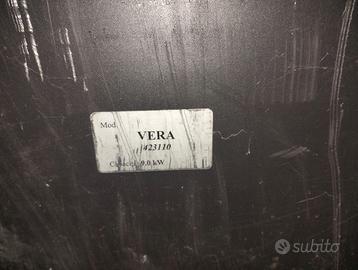 Mod.
VERA
423110
9.0 kW
subito